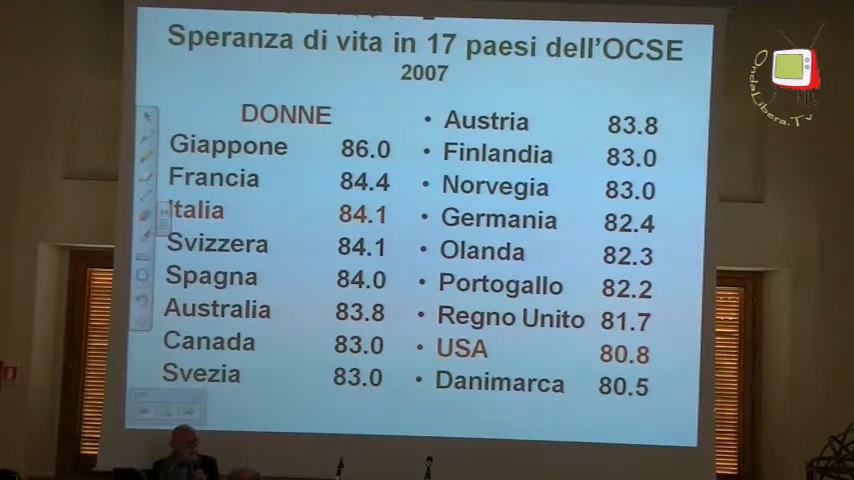 Speranza di vita in 17 paesi dell'OCSE
2007
DONNE
Giappone 86.0
Francia 84.4
Italia 84.1
Svizzera 84.1
Spagna 84.0
Australia 83.8
Canada 83.0
Svezia 83.0
• Austria 83.8
• Finlandia 83.0
• Norvegia 83.0
• Germania 82.4
• Olanda 82.3
• Portogallo 82.2
• Regno Unito 81.7
• USA 80.8
• Danimarca 80.5
OndaLibera.Tv